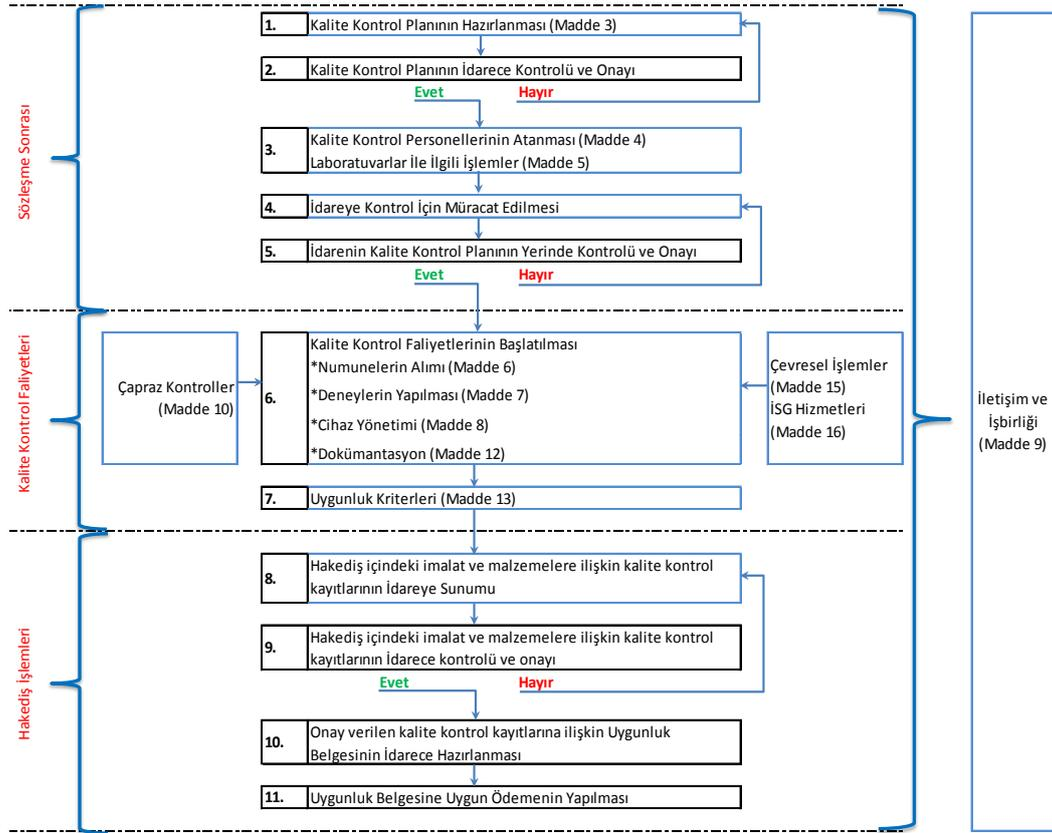 Sözleşme Sonrası
1. Kalite Kontrol Planının Hazırlanması (Madde 3)
2. Kalite Kontrol Planının İdarece Kontrolü ve Onayı
Evet Hayır
3. Kalite Kontrol Personellerinin Atanması (Madde 4)
Laboratuvarlar İle İlgili İşlemler (Madde 5)
4. İdareye Kontrol İçin Müracat Edilmesi
5. İdarenin Kalite Kontrol Planının Yerinde Kontrolü ve Onayı
Evet Hayır
Kalite Kontrol Faliyetleri
Çapraz Kontroller
(Madde 10)
6. Kalite Kontrol Faliyetlerinin Başlatılması
*Numunelerin Alımı (Madde 6)
*Deneylerin Yapılması (Madde 7)
*Cihaz Yönetimi (Madde 8)
*Dokümantasyon (Madde 12)
Çevresel İşlemler
(Madde 15)
İSG Hizmetleri
(Madde 16)
İletişim ve
İşbirliği
(Madde 9)
7. Uygunluk Kriterleri (Madde 13)
Hakediş İşlemleri
8. Hakediş içindeki imalat ve malzemelere ilişkin kalite kontrol
kayıtlarının İdareye Sunumu
9. Hakediş içindeki imalat ve malzemelere ilişkin kalite kontrol
kayıtlarının İdarece kontrolü ve onayı
Evet Hayır
10. Onay verilen kalite kontrol kayıtlarına ilişkin Uygunluk
Belgesinin İdarece Hazırlanması
11. Uygunluk Belgesine Uygun Ödemenin Yapılması